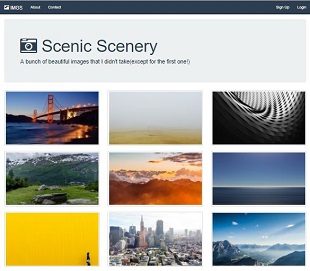 IMGS About Contact Sign Up Login
Scenic Scenery
A bunch of beautiful images that I didn't take(except for the first one!)